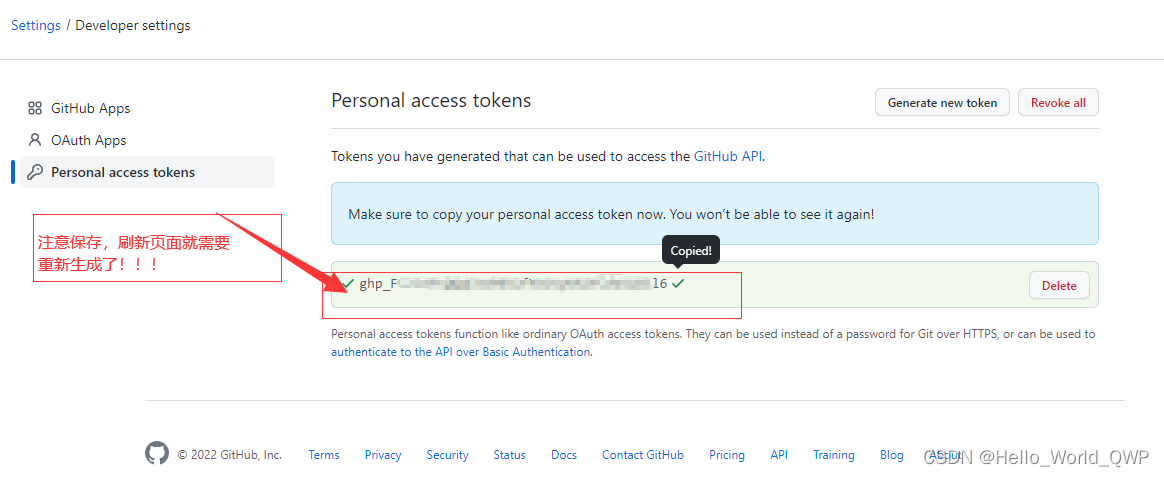 Settings / Developer settings
GitHub Apps
OAuth Apps
Personal access tokens
注意保存，刷新页面就需要
重新生成了！！！
Personal access tokens
Generate new token
Revoke all
Tokens you have generated that can be used to access the GitHub API.
Make sure to copy your personal access token now. You won't be able to see it again!
Copied!
ghp_F
16
Delete
Personal access tokens function like ordinary OAuth access tokens. They can be used instead of a password for Git over HTTPS, or can be used to
authenticate to the API over Basic Authentication.
© 2022 GitHub, Inc. Terms Privacy Security Status Docs Contact GitHub Pricing API Training Blog About
CSDN @Hello_World_QWP